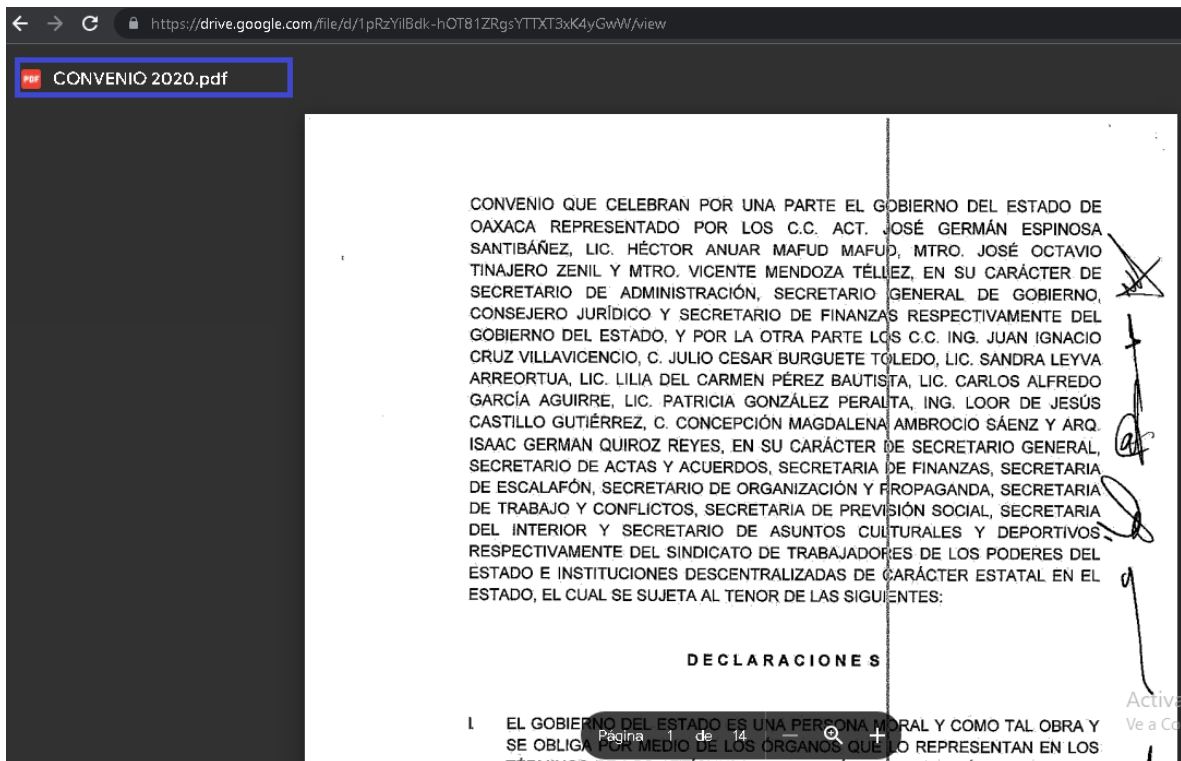 https://drive.google.com/file/d/1pRzYilBdk-hOT81ZRgsYTTXT3xK4yGwW/view
PDF CONVENIO 2020.pdf
CONVENIO QUE CELEBRAN POR UNA PARTE EL GOBIERNO DEL ESTADO DE
OAXACA REPRESENTADO POR LOS C.C. ACT. JOSÉ GERMÁN ESPINOSA
SANTIBÁÑEZ, LIC. HÉCTOR ANUAR MAFUD MAFUD, MTRO. JOSÉ OCTAVIO
TINAJERO ZENIL Y MTRO. VICENTE MENDOZA TÉLLEZ, EN SU CARÁCTER DE
SECRETARIO DE ADMINISTRACIÓN, SECRETARIO GENERAL DE GOBIERNO,
CONSEJERO JURÍDICO Y SECRETARIO DE FINANZAS RESPECTIVAMENTE DEL
GOBIERNO DEL ESTADO, Y POR LA OTRA PARTE LOS C.C. ING. JUAN IGNACIO
CRUZ VILLAVICENCIO, C. JULIO CESAR BURGUETE TOLEDO, LIC. SANDRA LEYVA
ARREORTUA, LIC. LILIA DEL CARMEN PÉREZ BAUTISTA, LIC. CARLOS ALFREDO
GARCÍA AGUIRRE, LIC. PATRICIA GONZÁLEZ PERALTA, ING. LOOR DE JESÚS
CASTILLO GUTIÉRREZ, C. CONCEPCIÓN MAGDALENA AMBROCIO SÁENZ Y ARQ.
ISAAC GERMAN QUIROZ REYES, EN SU CARÁCTER DE SECRETARIO GENERAL,
SECRETARIO DE ACTAS Y ACUERDOS, SECRETARIA DE FINANZAS, SECRETARIA
DE ESCALAFÓN, SECRETARIO DE ORGANIZACIÓN Y PROPAGANDA, SECRETARIA
DE TRABAJO Y CONFLICTOS, SECRETARIA DE PREVISIÓN SOCIAL, SECRETARIA
DEL INTERIOR Y SECRETARIO DE ASUNTOS CULTURALES Y DEPORTIVOS
RESPECTIVAMENTE DEL SINDICATO DE TRABAJADORES DE LOS PODERES DEL
ESTADO E INSTITUCIONES DESCENTRALIZADAS DE CARÁCTER ESTATAL EN EL
ESTADO, EL CUAL SE SUJETA AL TENOR DE LAS SIGUIENTES:
DECLARACIONES
I. EL GOBIERNO DEL ESTADO ES UNA PERSONA MORAL Y CÓMO TAL OBRA Y
SE OBLIGA POR MEDIO DE LOS ÓRGANOS QUE LO REPRESENTAN EN LOS
Página 1 de 14
Activa
Ve a Co